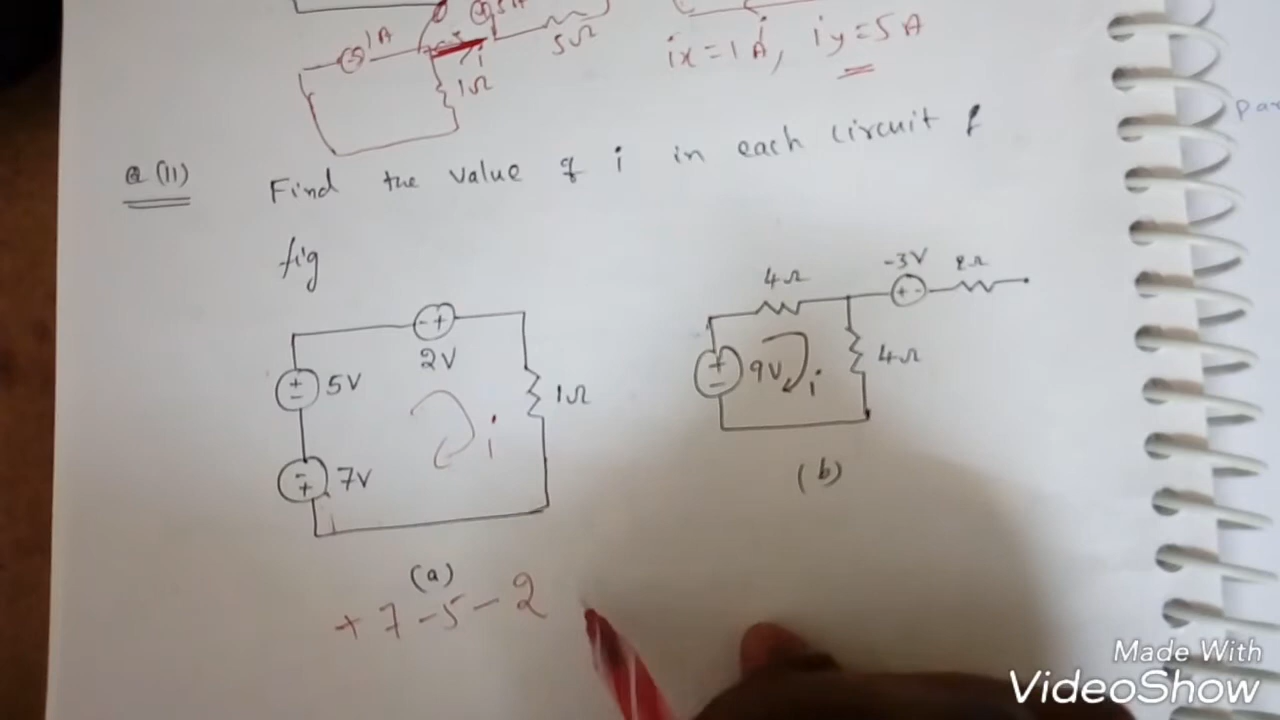 1A
5Ω
i
1Ω
ix = 1A, iy = 5A
Q (11) Find the value of i in each circuit of
fig
- +
2V
+
-
5V
1Ω
i
-
+
7V
(a)
+7-5-2
4Ω
-3V
+ -
2Ω
+
-
9V
i
4Ω
(b)
Made With
VideoShow